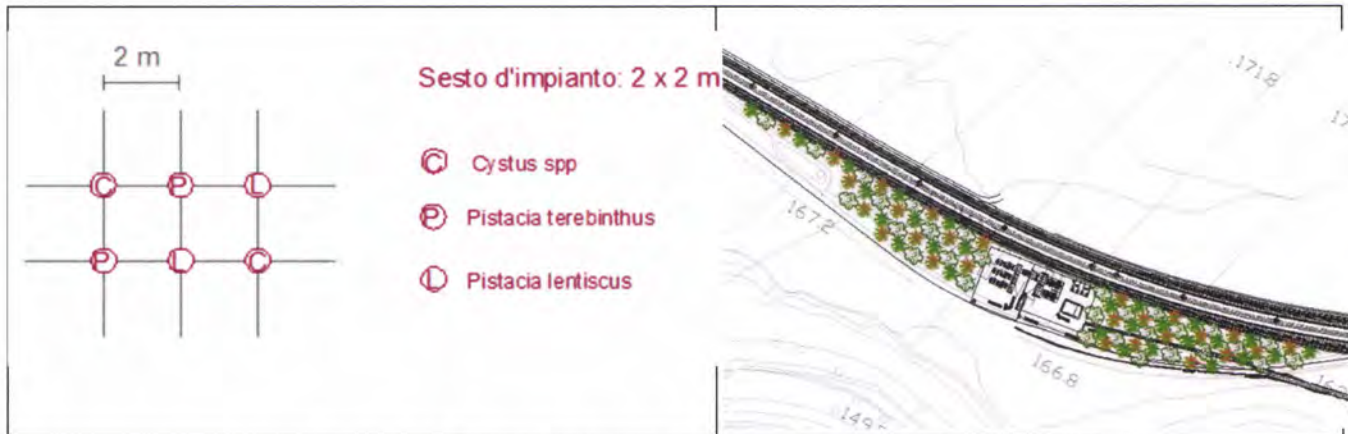 2 m
Sesto d'impianto: 2 x 2 m
C P L
P L C
C Cystus spp
P Pistacia terebinthus
L Pistacia lentiscus
.171.8
167.2
166.8